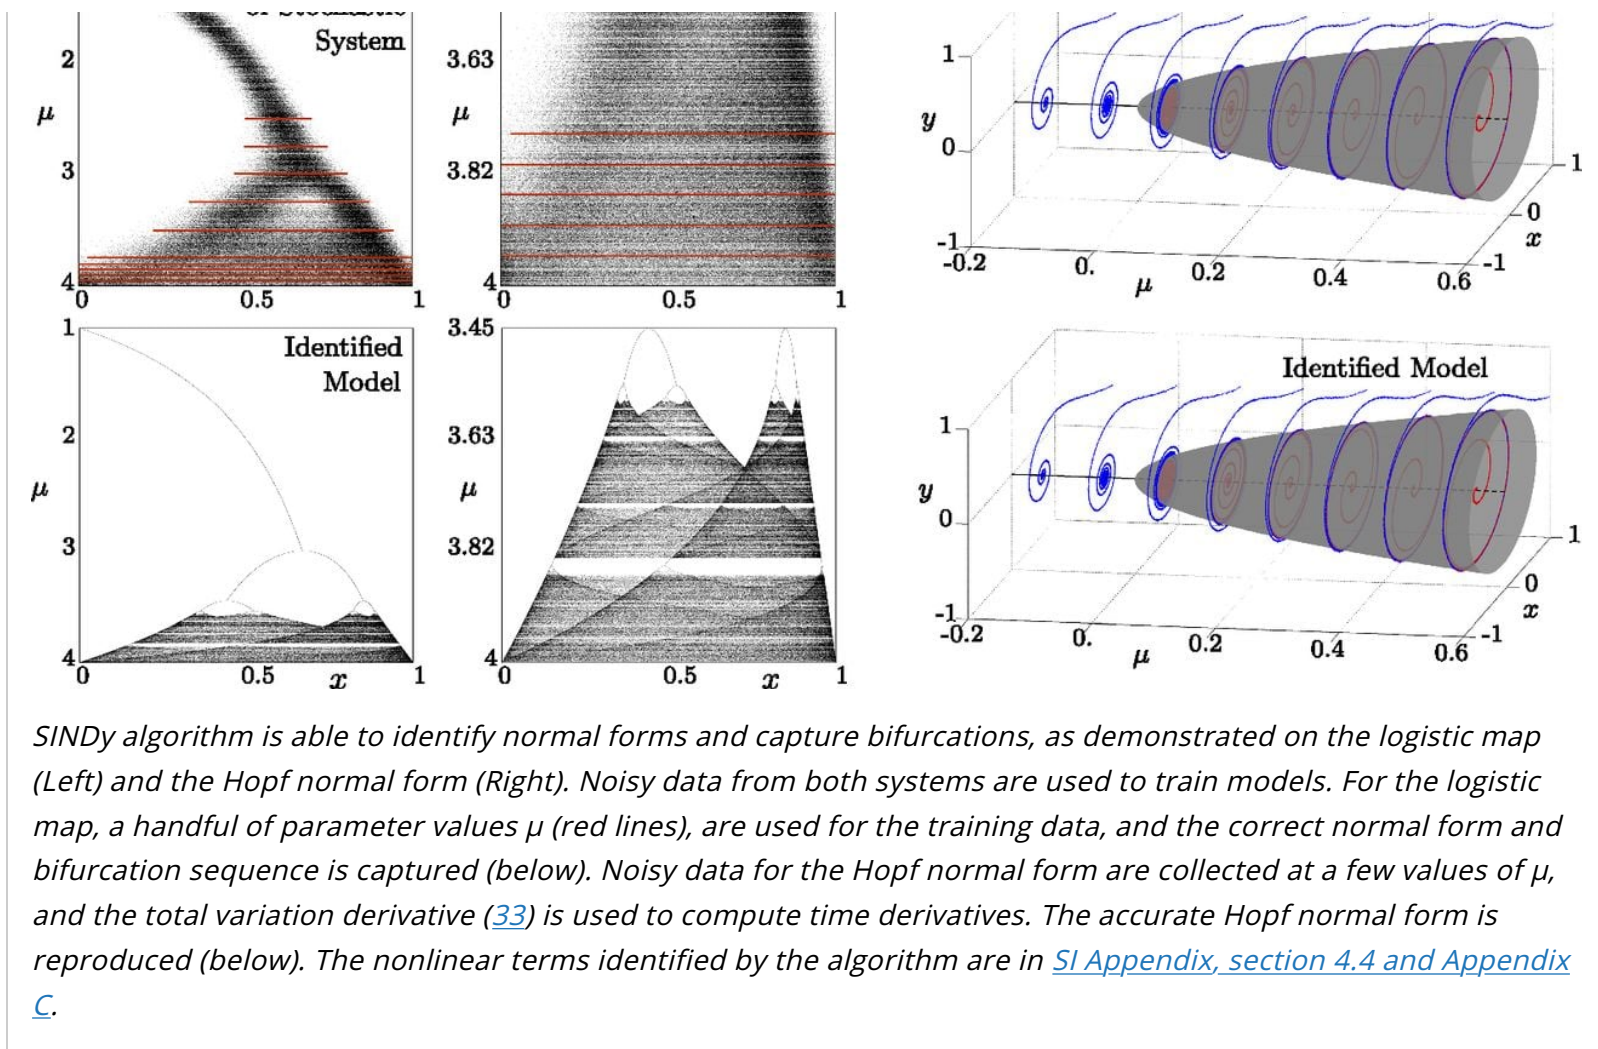 System
2
μ
3
4
0
0.5
1
3.63
μ
3.82
4
0
0.5
1
1
y
0
-1
-0.2
0.
0.2
0.4
0.6
μ
-1
0
x
1
1
Identified
Model
2
μ
3
4
0
0.5
x
1
3.45
3.63
μ
3.82
4
0
0.5
x
1
Identified Model
1
y
0
-1
-0.2
0.
0.2
0.4
0.6
μ
-1
0
x
1
SINDy algorithm is able to identify normal forms and capture bifurcations, as demonstrated on the logistic map
(Left) and the Hopf normal form (Right). Noisy data from both systems are used to train models. For the logistic
map, a handful of parameter values μ (red lines), are used for the training data, and the correct normal form and
bifurcation sequence is captured (below). Noisy data for the Hopf normal form are collected at a few values of μ,
and the total variation derivative (33) is used to compute time derivatives. The accurate Hopf normal form is
reproduced (below). The nonlinear terms identified by the algorithm are in SI Appendix, section 4.4 and Appendix
C.